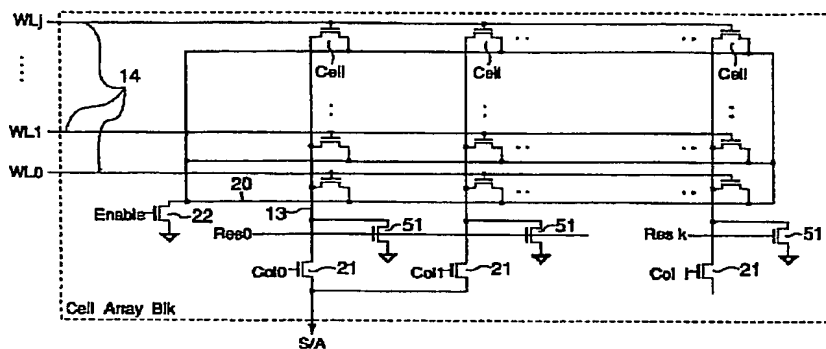 WLj
14
Cell
Cell
Cell
WL1
WL0
20
13
Enable
22
51
51
Res0
Res k
51
Col0
21
Col1
21
Col l
21
Cell Array Blk
S/A